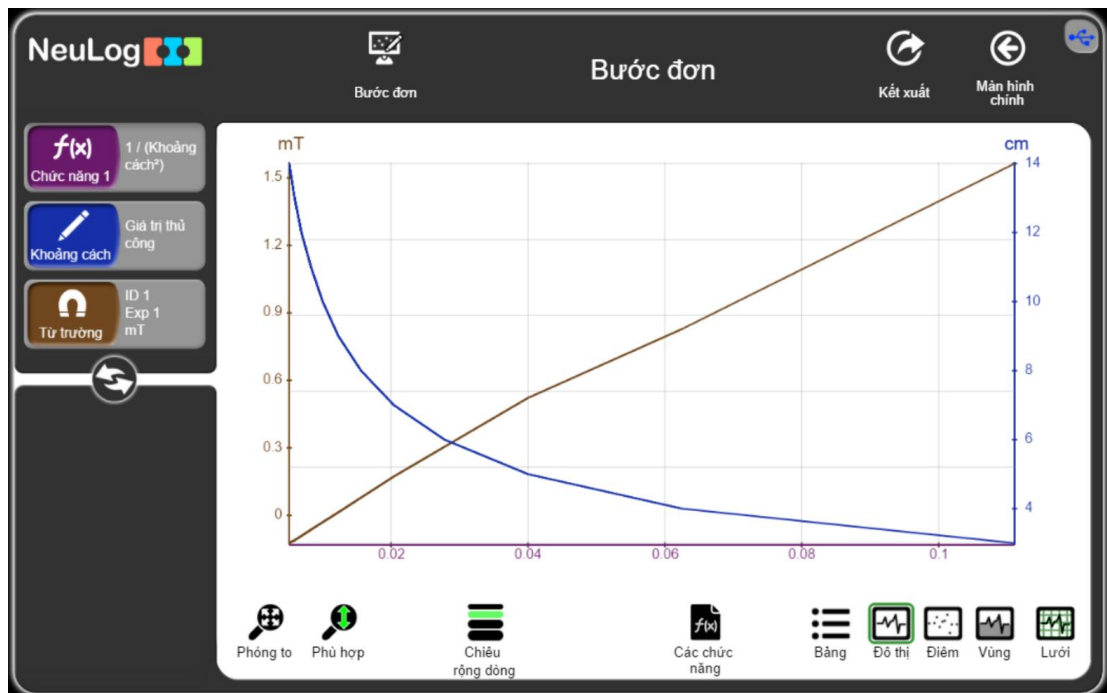 NeuLog
Bước đơn
Bước đơn
Kết xuất
Màn hình
chính
f(x)
Chức năng 1
1 / (Khoảng
cách²)
Khoảng cách
Giá trị thủ
công
Từ trường
ID 1
Exp 1
mT
mT
cm
1.5
1.2
0.9
0.6
0.3
0
14
12
10
8
6
4
0.02
0.04
0.06
0.08
0.1
Phóng to
Phù hợp
Chiều
rộng dòng
f(x)
Các chức
năng
Bảng
Đồ thị
Điểm
Vùng
Lưới